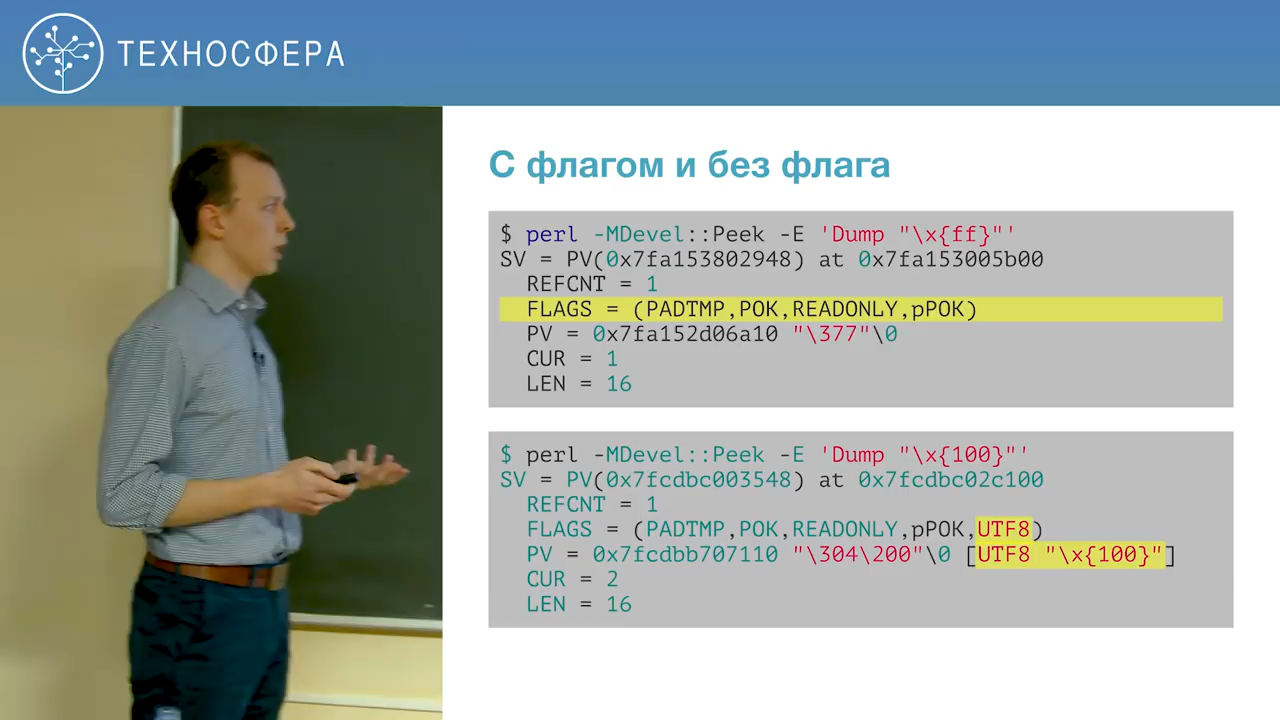 ТЕХНОСФЕРА
С флагом и без флага
$ perl -MDevel::Peek -E 'Dump "\x{ff}"'
SV = PV(0x7fa153802948) at 0x7fa153005b00
  REFCNT = 1
  FLAGS = (PADTMP,POK,READONLY,pPOK)
  PV = 0x7fa152d06a10 "\377"\0
  CUR = 1
  LEN = 16
$ perl -MDevel::Peek -E 'Dump "\x{100}"'
SV = PV(0x7fcdbc003548) at 0x7fcdbc02c100
  REFCNT = 1
  FLAGS = (PADTMP,POK,READONLY,pPOK,UTF8)
  PV = 0x7fcdbb707110 "\304\200"\0 [UTF8 "\x{100}"]
  CUR = 2
  LEN = 16